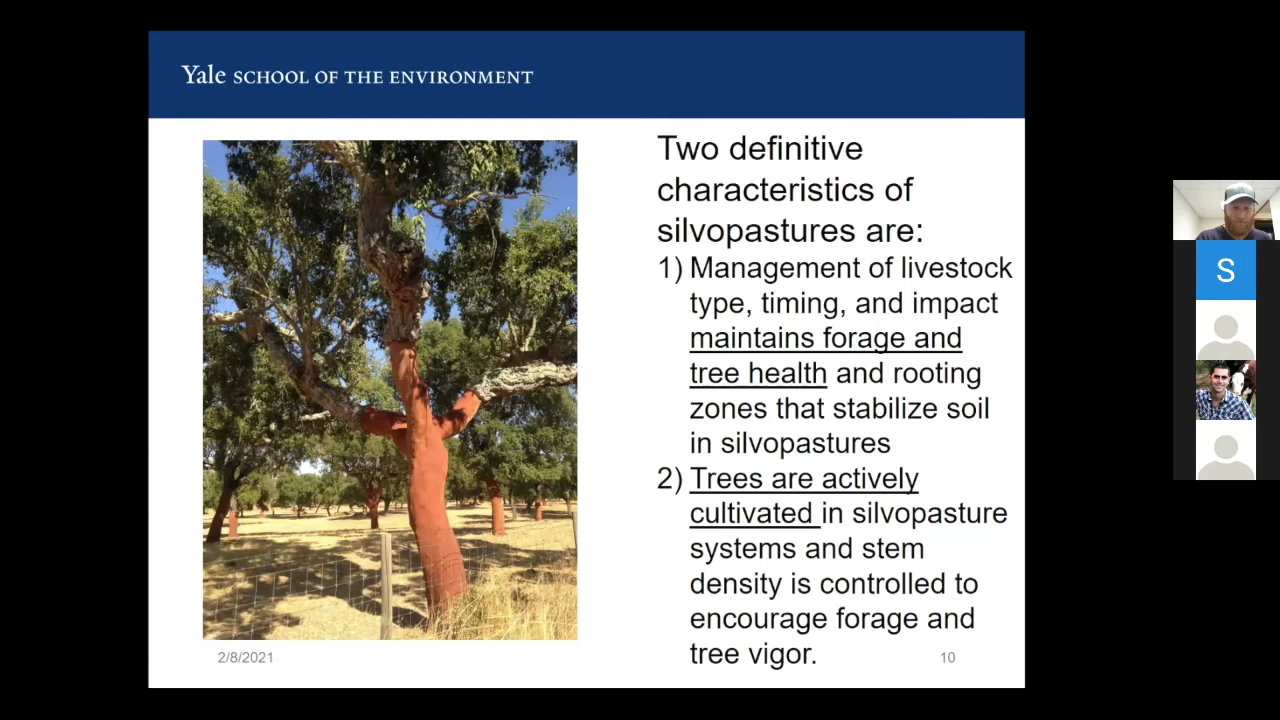 Yale SCHOOL OF THE ENVIRONMENT
Two definitive
characteristics of
silvopastures are:
1) Management of livestock
type, timing, and impact
maintains forage and
tree health and rooting
zones that stabilize soil
in silvopastures
2) Trees are actively
cultivated in silvopasture
systems and stem
density is controlled to
encourage forage and
tree vigor.
2/8/2021
10
S